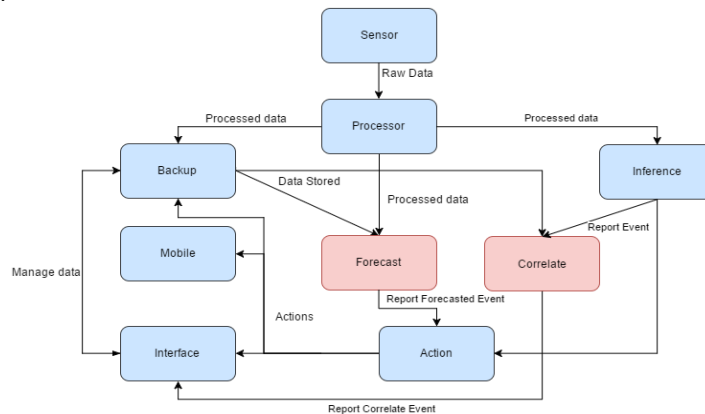 Sensor
Raw Data
Processed data
Processor
Processed data
Backup
Data Stored
Processed data
Inference
Report Event
Mobile
Forecast
Correlate
Manage data
Report Forecasted Event
Actions
Interface
Action
Report Correlate Event